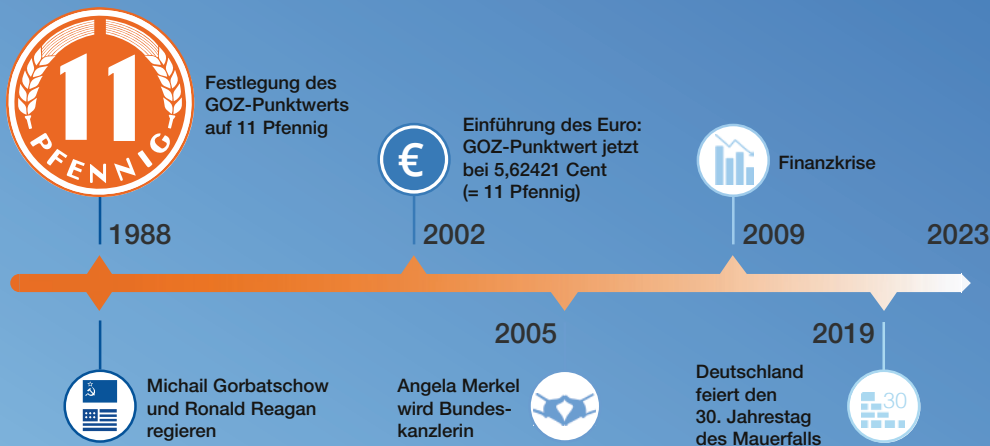 11
PFENNIG
Festlegung des
GOZ-Punktwerts
auf 11 Pfennig
€
Einführung des Euro:
GOZ-Punktwert jetzt
bei 5,62421 Cent
(= 11 Pfennig)
Finanzkrise
1988
2002
2009
2023
2005
2019
Michail Gorbatschow
und Ronald Reagan
regieren
Angela Merkel
wird Bundes-
kanzlerin
Deutschland
feiert den
30. Jahrestag
des Mauerfalls
30